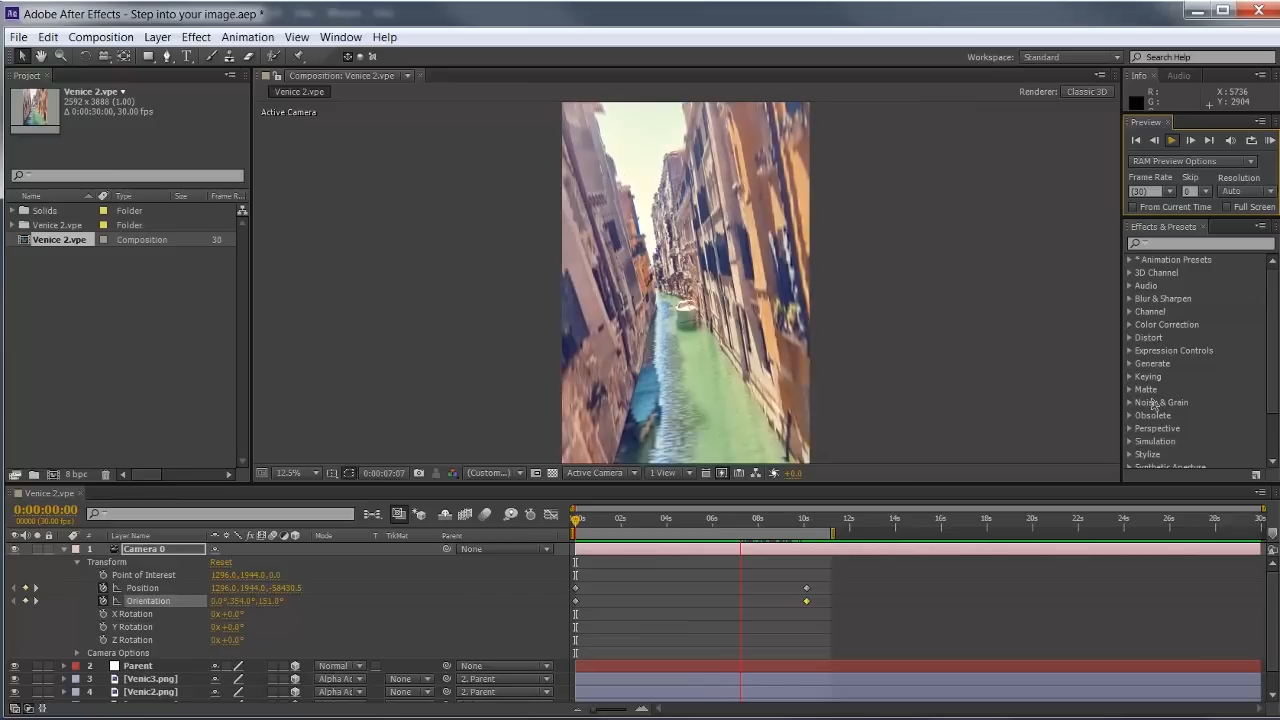 Adobe After Effects - Step into your image.aep *
File Edit Composition Layer Effect Animation View Window Help
Workspace: Standard Search Help
Project
Composition: Venice 2.vpe
Info Audio
Venice 2.vpe
2592 x 3888 (1.00)
Δ 0:00:30:00, 30.00 fps
Venice 2.vpe
Renderer: Classic 3D
R : X : 5736
G : Y : 2904
Active Camera
Preview
RAM Preview Options
Frame Rate Skip Resolution
(30) 0 Auto
From Current Time Full Screen
Name Type Size Frame R...
Solids Folder
Venice 2.vpe Folder
Venice 2.vpe Composition 30
Effects & Presets
* Animation Presets
3D Channel
Audio
Blur & Sharpen
Channel
Color Correction
Distort
Expression Controls
Generate
Keying
Matte
Noise & Grain
Obsolete
Perspective
Simulation
Stylize
Synthetic Aperture
8 bpc
12.5% 0:00:07:07 (Custom... Active Camera 1 View +0.0
Venice 2.vpe
0:00:00:00
00000 (30.00 fps)
02s 04s 06s 08s 10s 12s 14s 16s 18s 20s 22s 24s 26s 28s 30s
# Layer Name Mode T TrkMat Parent
1 Camera 0 None
Transform Reset
Point of Interest 1296.0,1944.0,0.0
Position 1296.0,1944.0,-58430.5
Orientation 0.0°,354.0°,151.0°
X Rotation 0x+0.0°
Y Rotation 0x+0.0°
Z Rotation 0x+0.0°
Camera Options
2 Parent Normal None
3 [Venic3.png] Alpha Ac None 2. Parent
4 [Venic2.png] Alpha Ac None 2. Parent